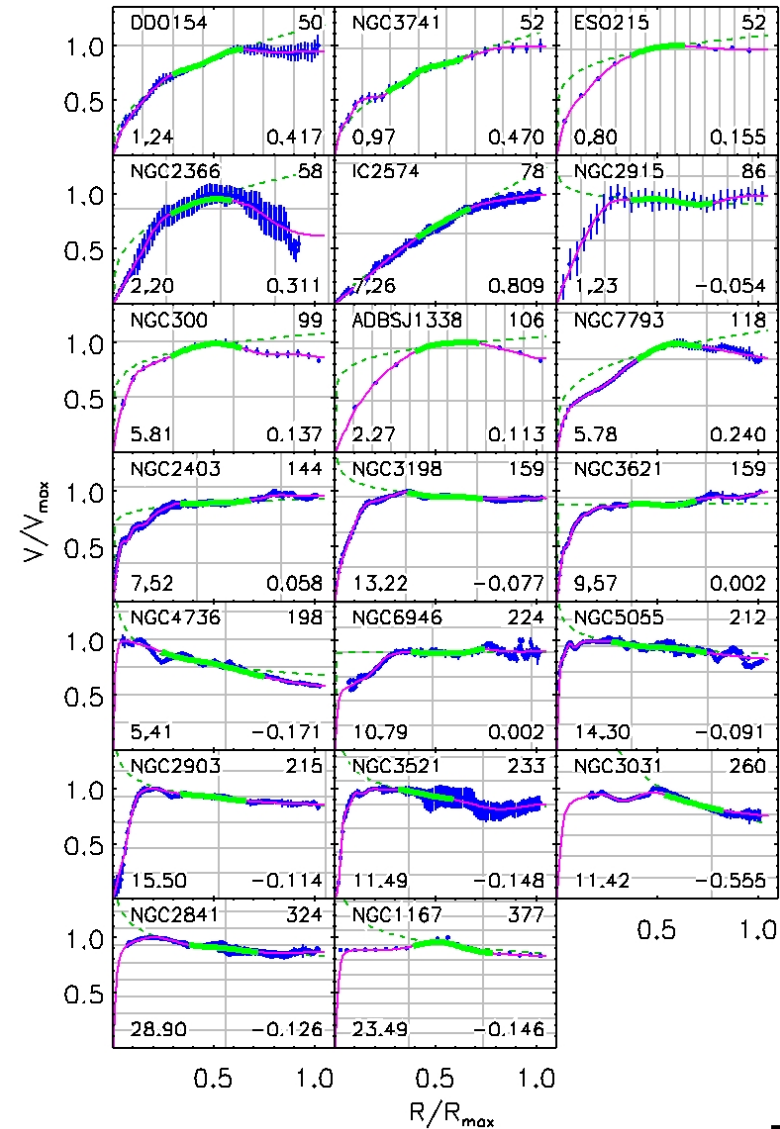 DDO154 50 NGC3741 52 ESO215 52
1.0
0.5
1.24 0.417 0.97 0.470 0.80 0.155
NGC2366 58 IC2574 78 NGC2915 86
1.0
0.5
2.20 0.311 7.26 0.809 1.23 −0.054
NGC300 99 ADBSJ1338 106 NGC7793 118
1.0
0.5
5.81 0.137 2.27 0.113 5.78 0.240
NGC2403 144 NGC3198 159 NGC3621 159
1.0
V/Vmax
0.5
7.52 0.058 13.22 −0.077 9.57 0.002
NGC4736 198 NGC6946 224 NGC5055 212
1.0
0.5
5.41 −0.171 10.79 0.002 14.30 −0.091
NGC2903 215 NGC3521 233 NGC3031 260
1.0
0.5
15.50 −0.114 11.49 −0.148 11.42 −0.555
NGC2841 324 NGC1167 377
1.0 0.5 1.0
0.5
28.90 −0.126 23.49 −0.146
0.5 1.0 0.5 1.0
R/Rmax